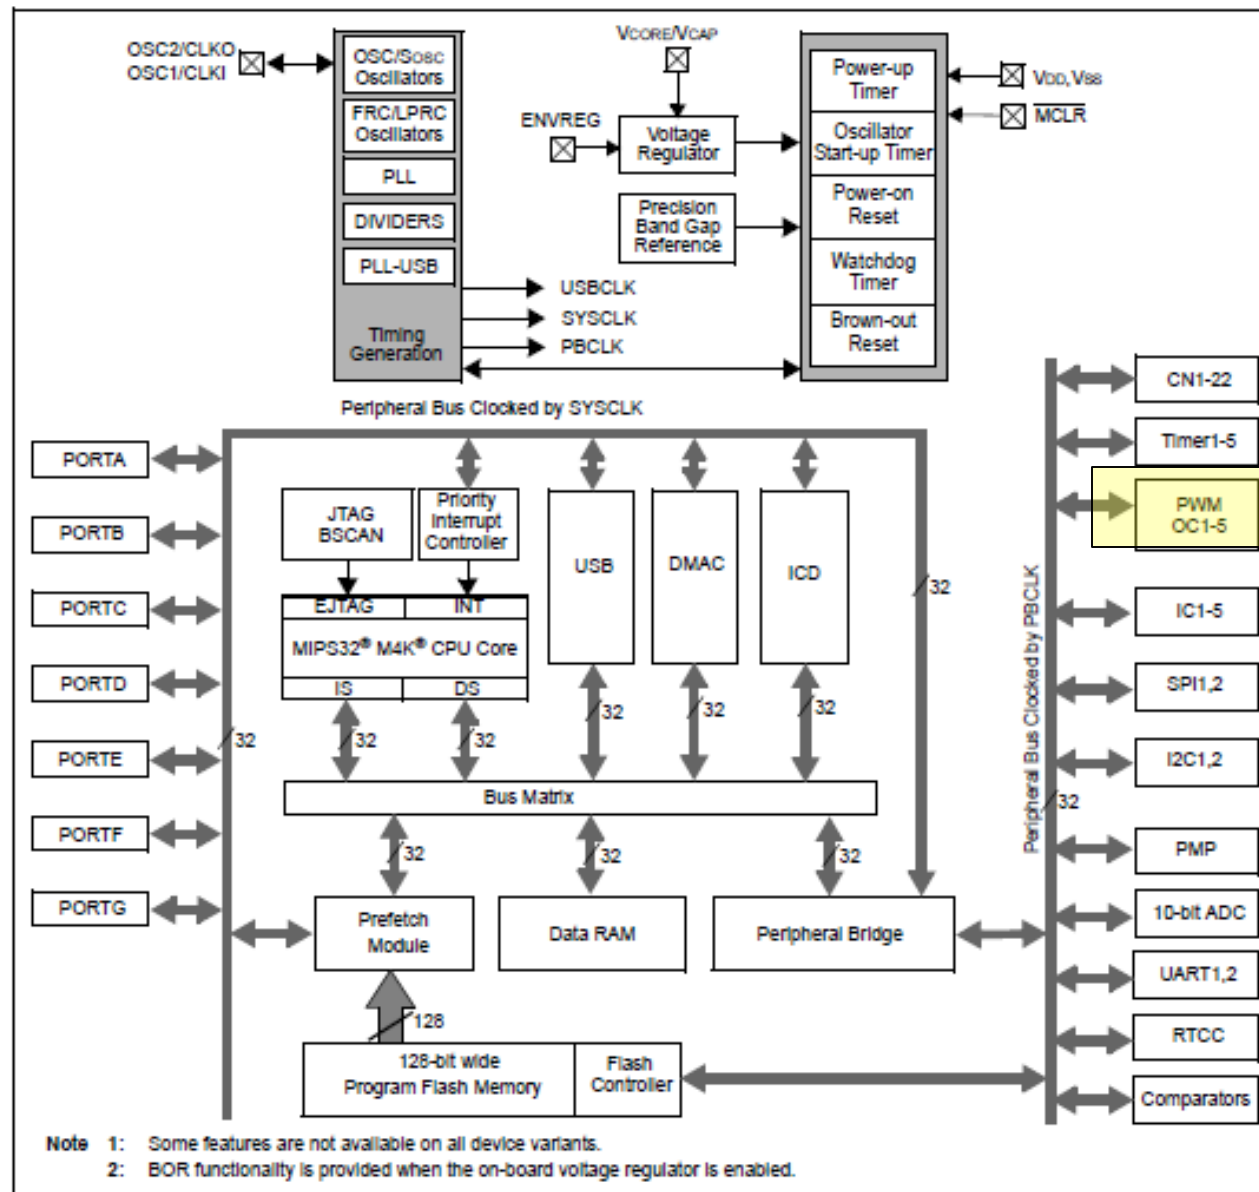 OSC2/CLKO
OSC1/CLKI
OSC/SOSC
Oscillators
FRC/LPRC
Oscillators
PLL
DIVIDERS
PLL-USB
Timing
Generation
USBCLK
SYSCLK
PBCLK
VCORE/VCAP
ENVREG
Voltage
Regulator
Precision
Band Gap
Reference
Power-up
Timer
Oscillator
Start-up Timer
Power-on
Reset
Watchdog
Timer
Brown-out
Reset
VDD, VSS
MCLR
Peripheral Bus Clocked by SYSCLK
PORTA
PORTB
PORTC
PORTD
PORTE
PORTF
PORTG
32
JTAG
BSCAN
Priority
Interrupt
Controller
EJTAG
INT
MIPS32® M4K® CPU Core
IS
DS
USB
DMAC
ICD
32
32
32
32
32
32
Bus Matrix
32
32
32
Prefetch
Module
Data RAM
Peripheral Bridge
128
128-bit wide
Program Flash Memory
Flash
Controller
Peripheral Bus Clocked by PBCLK
32
CN1-22
Timer1-5
PWM
OC1-5
IC1-5
SPI1,2
I2C1,2
PMP
10-bit ADC
UART1,2
RTCC
Comparators
Note 1: Some features are not available on all device variants.
2: BOR functionality is provided when the on-board voltage regulator is enabled.